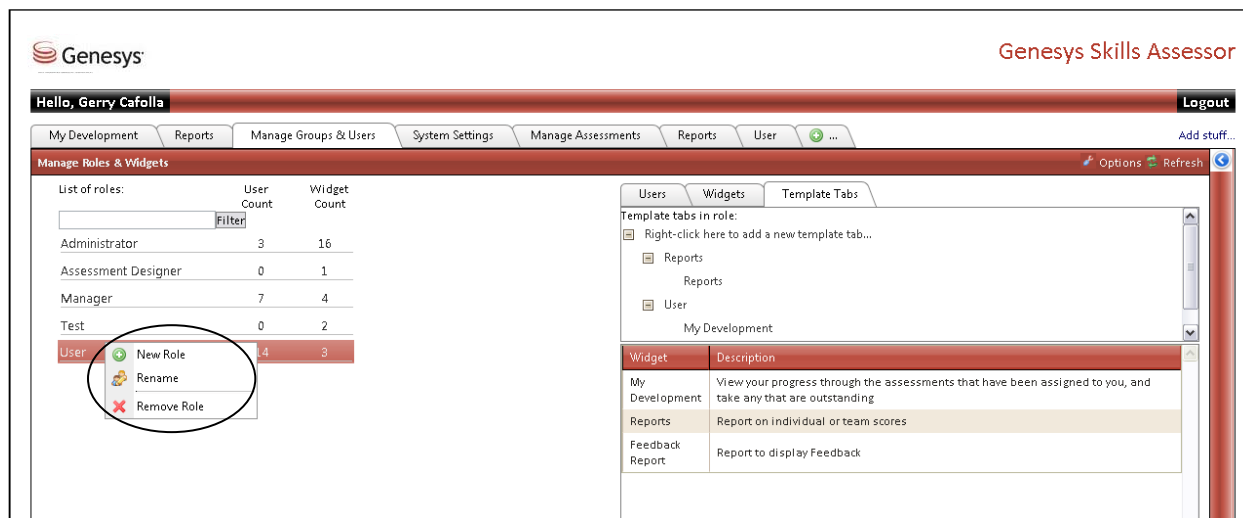 Genesys
Genesys Skills Assessor
Hello, Gerry Cafolla
Logout
My Development
Reports
Manage Groups & Users
System Settings
Manage Assessments
Reports
User
...
Add stuff...
Manage Roles & Widgets
Options
Refresh
List of roles:
User Count
Widget Count
Filter
Administrator 3 16
Assessment Designer 0 1
Manager 7 4
Test 0 2
User 14 3
New Role
Rename
Remove Role
Users
Widgets
Template Tabs
Template tabs in role:
Right-click here to add a new template tab...
Reports
Reports
User
My Development
Widget Description
My Development
View your progress through the assessments that have been assigned to you, and
take any that are outstanding
Reports Report on individual or team scores
Feedback Report
Report to display Feedback